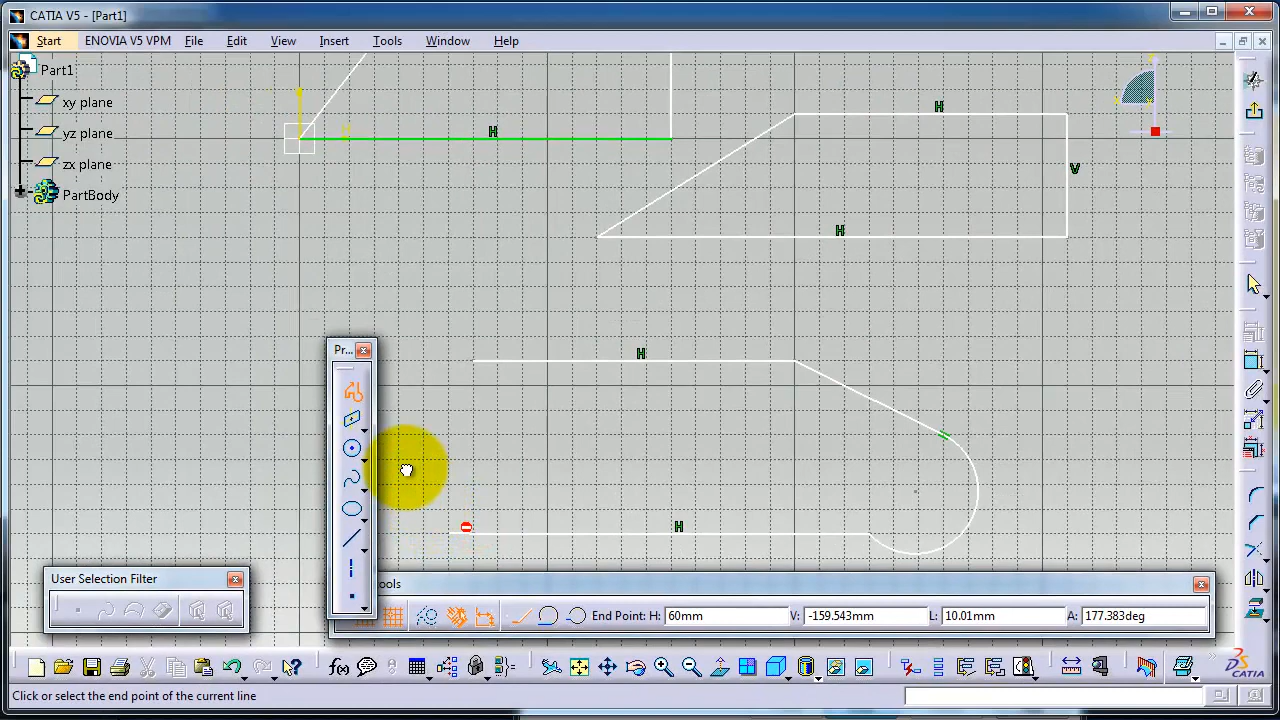 CATIA V5 - [Part1]
Start ENOVIA V5 VPM File Edit View Insert Tools Window Help
Part1
xy plane
yz plane
zx plane
PartBody
H
H
V
H
H
Pr...
H
User Selection Filter
ools
End Point: H: 60mm V: -159.543mm L: 10.01mm A: 177.383deg
f(x)
DS CATIA
Click or select the end point of the current line